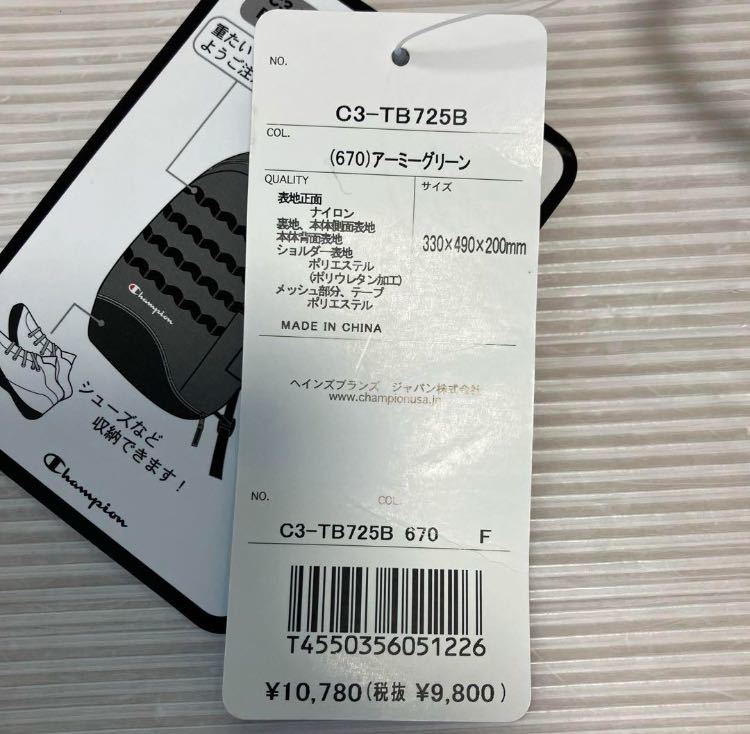 重たい
ようご注
Champion
シューズなど
収納できます!
Champion
NO.
C3-TB725B
COL.
(670)アーミーグリーン
QUALITY
表地正面
ナイロン
裏地、本体側面表地
本体背面表地
ショルダー表地
ポリエステル
(ポリウレタン加工)
メッシュ部分、テープ
ポリエステル
サイズ
330×490×200mm
MADE IN CHINA
ヘインズブランズ ジャパン株式会社
www.championusa.jp
NO. COL.
C3-TB725B 670 F
T4550356051226
¥10,780(税抜 ¥9,800)